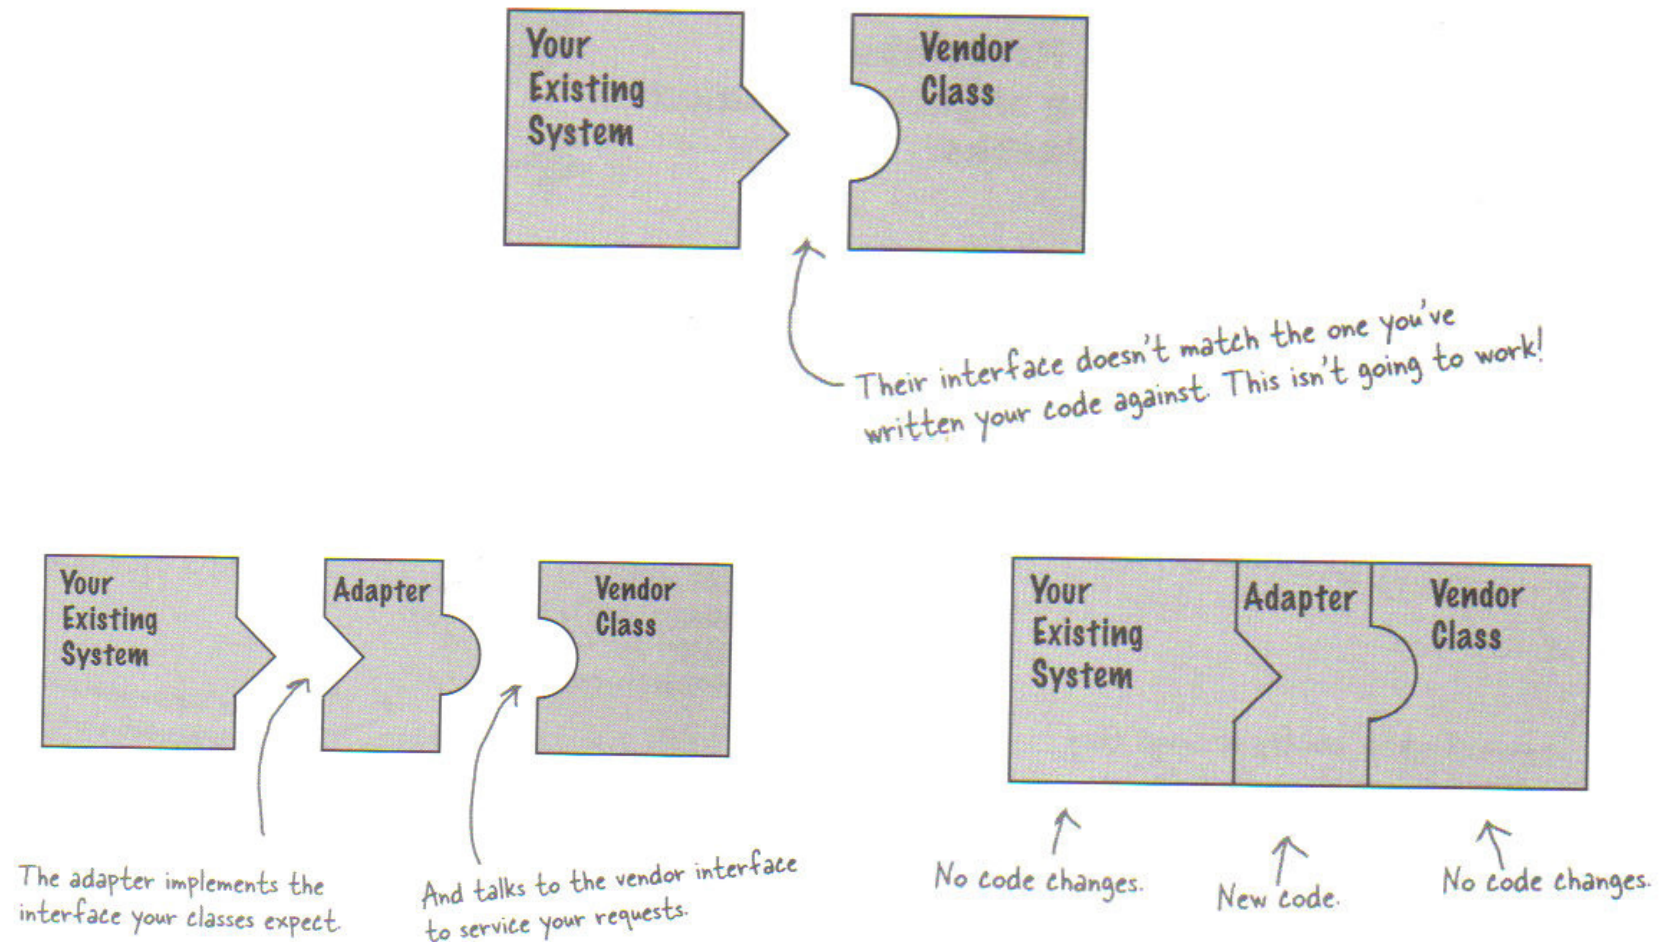 Your
Existing
System
Vendor
Class
Their interface doesn't match the one you've
written your code against. This isn't going to work!
Your
Existing
System
Adapter
Vendor
Class
The adapter implements the
interface your classes expect.
And talks to the vendor interface
to service your requests.
Your
Existing
System
Adapter
Vendor
Class
No code changes.
New code.
No code changes.